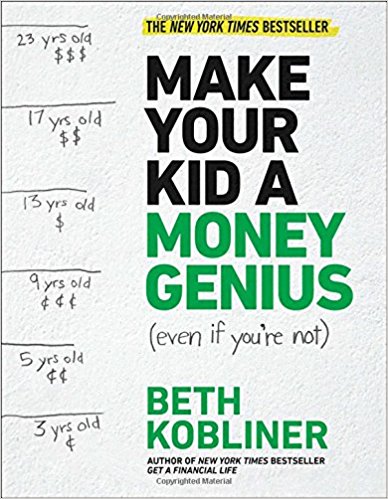 THE NEW YORK TIMES BESTSELLER
MAKE
YOUR
KID A
MONEY
GENIUS
(even if you're not)
BETH
KOBLINER
AUTHOR OF NEW YORK TIMES BESTSELLER
GET A FINANCIAL LIFE
23 yrs old
$$$
17 yrs old
$$
13 yrs old
$
9 yrs old
¢ ¢ ¢
5 yrs old
¢¢
3 yrs old
¢
Copyrighted Material
Copyrighted Material